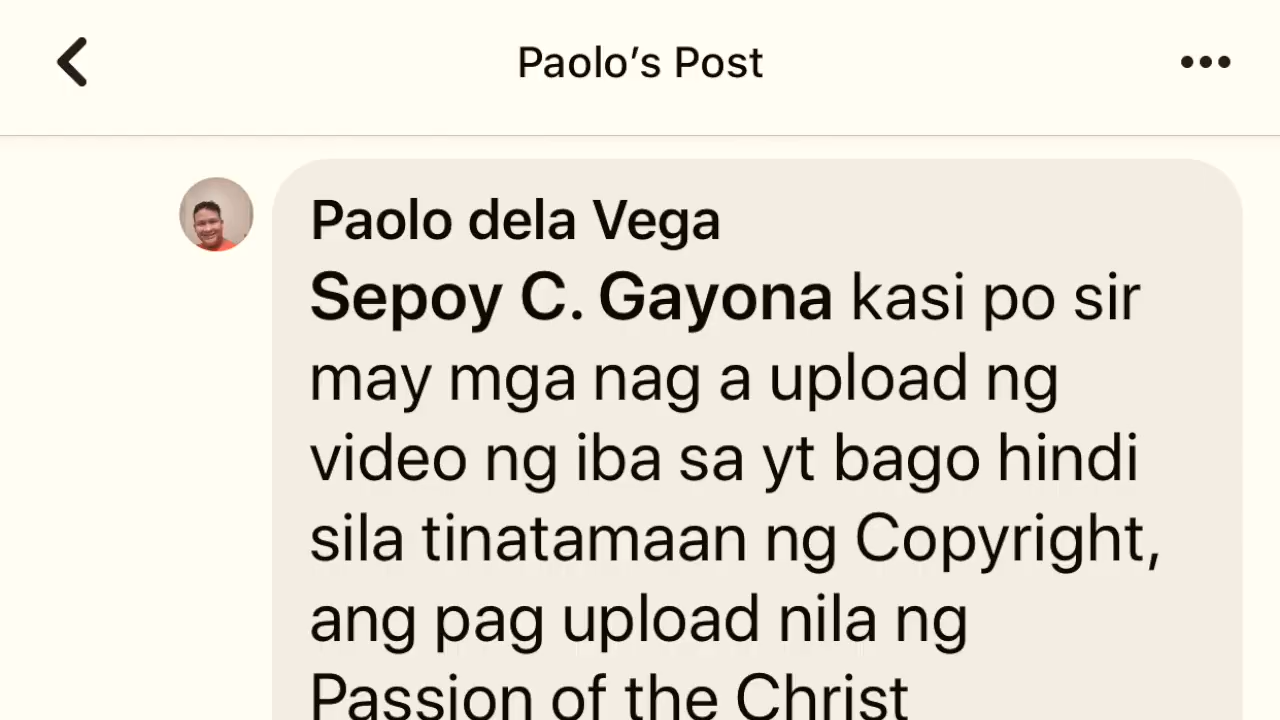 Paolo’s Post
Paolo dela Vega
Sepoy C. Gayona kasi po sir
may mga nag a upload ng
video ng iba sa yt bago hindi
sila tinatamaan ng Copyright,
ang pag upload nila ng
Passion of the Christ